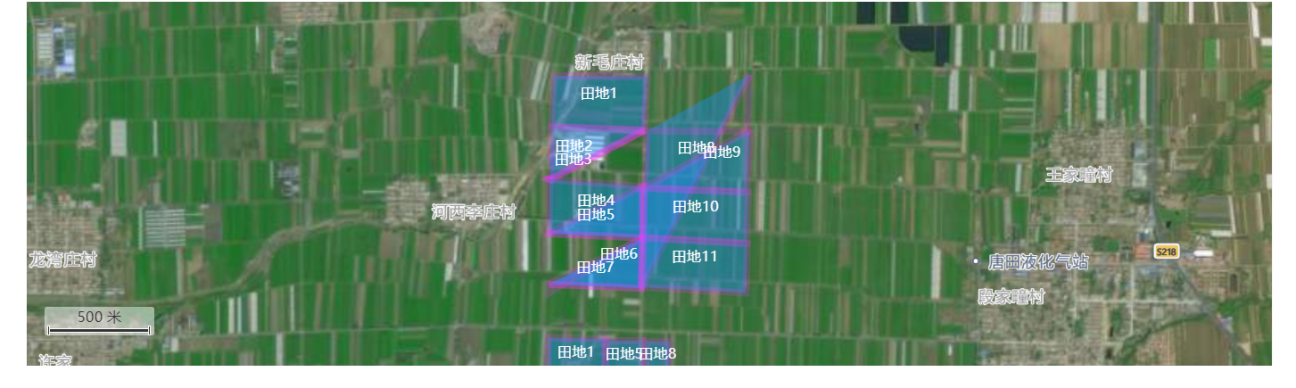 新毛庄村
田地1
田地2
田地3
田地8
田地9
王家疃村
田地4
田地5
田地10
河西李庄村
田地6
田地7
田地11
S218
龙湾庄村
唐田液化气站
段家疃村
500 米
田地1
田地5
田地8
许家